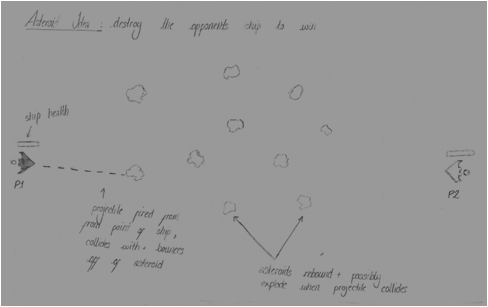 Asteroid Idea : destroy the opponents ship to win
ship health
P1
P2
projectile fired from
front point of ship,
collides with + bounces
off of asteroid
asteroids rebound + possibly
explode when projectile collides